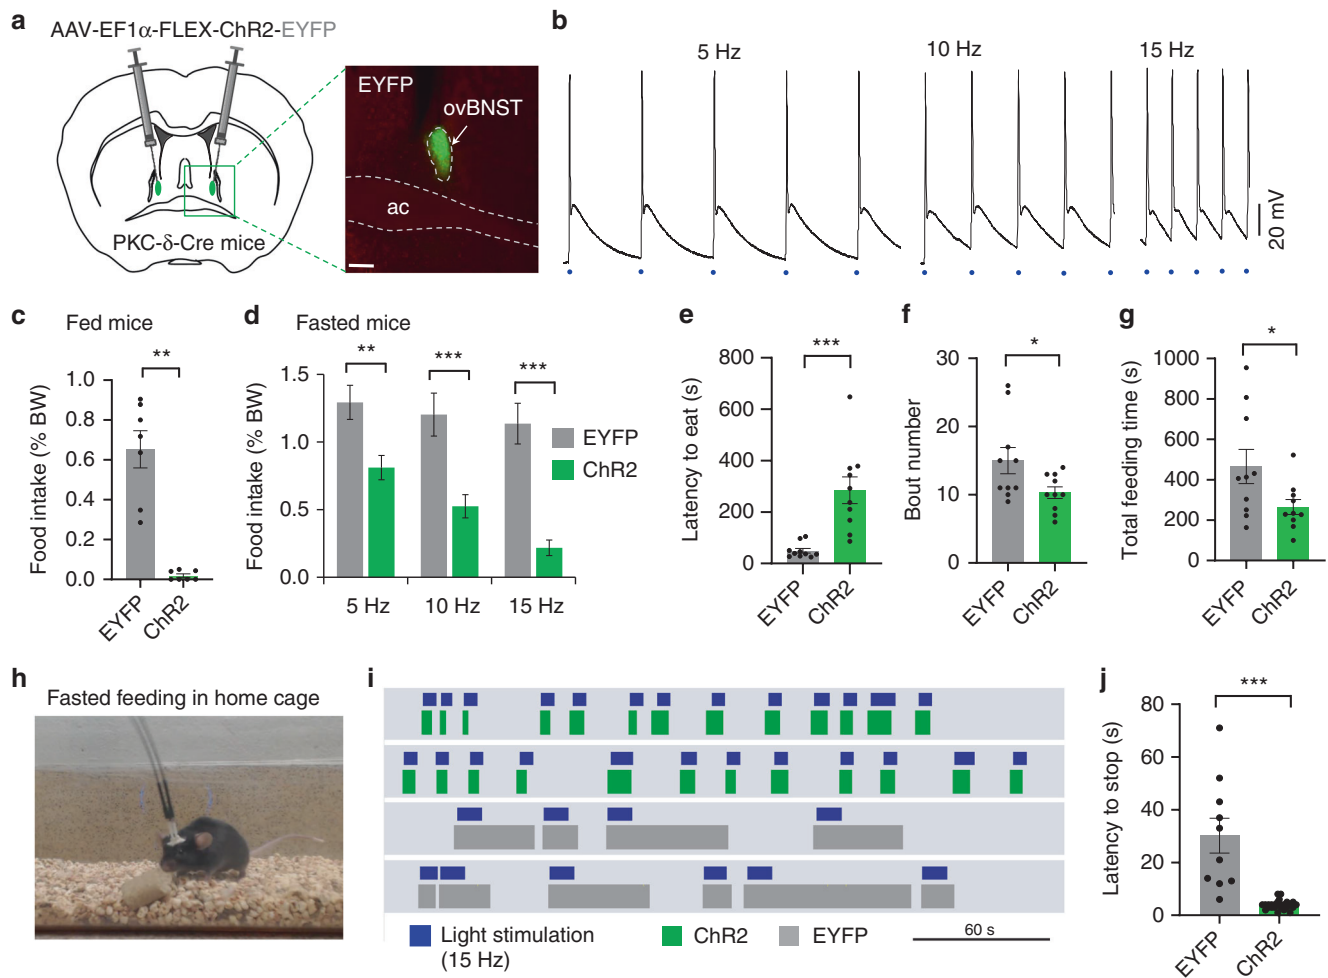 a
AAV-EF1α-FLEX-ChR2-EYFP
PKC-δ-Cre mice
EYFP
ovBNST
ac
b
5 Hz
10 Hz
15 Hz
20 mV
c
Fed mice
**
Food intake (% BW)
1.0
0.8
0.6
0.4
0.2
0.0
EYFP
ChR2
d
Fasted mice
**
***
***
Food intake (% BW)
1.5
1.0
0.5
0.0
5 Hz
10 Hz
15 Hz
EYFP
ChR2
e
***
Latency to eat (s)
800
600
400
200
0
EYFP
ChR2
f
*
Bout number
30
20
10
0
EYFP
ChR2
g
*
Total feeding time (s)
1000
800
600
400
200
0
EYFP
ChR2
h
Fasted feeding in home cage
i
Light stimulation
(15 Hz)
ChR2
EYFP
60 s
j
***
Latency to stop (s)
80
60
40
20
0
EYFP
ChR2